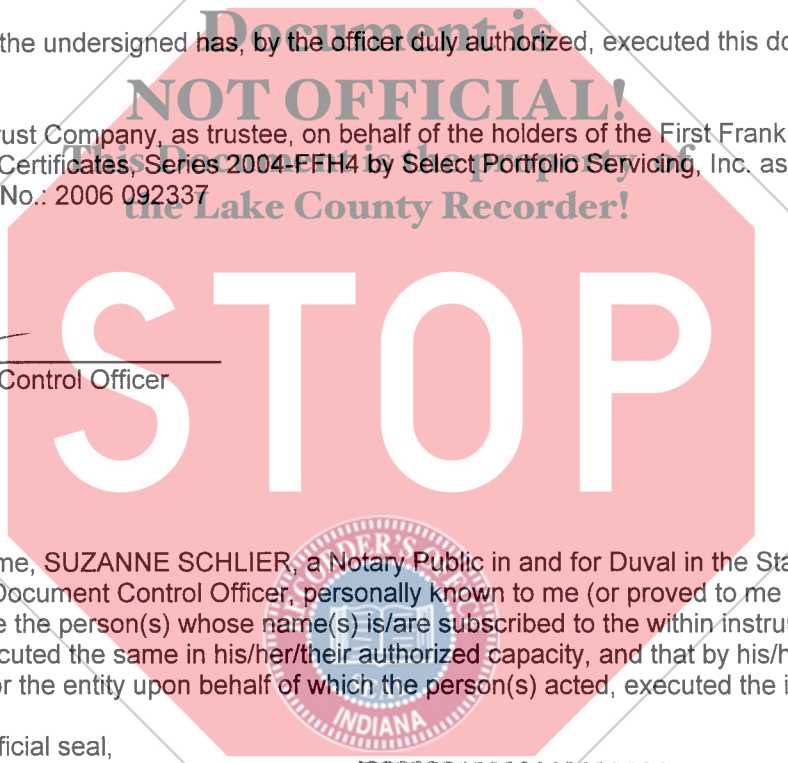 Document is
the undersigned has, by the officer duly authorized, executed this do
NOT OFFICIAL!
rust Company, as trustee, on behalf of the holders of the First Frank
This Document is the property of
Certificates, Series 2004-FFH4 by Select Portfolio Servicing, Inc. as
No.: 2006 092337
the Lake County Recorder!
STOP
Control Officer
me, SUZANNE SCHLIER, a Notary Public in and for Duval in the Sta
Document Control Officer, personally known to me (or proved to me
e the person(s) whose name(s) is/are subscribed to the within instru
cuted the same in his/her/their authorized capacity, and that by his/h
or the entity upon behalf of which the person(s) acted, executed the i
RECORDER'S
INDIANA
ficial seal,